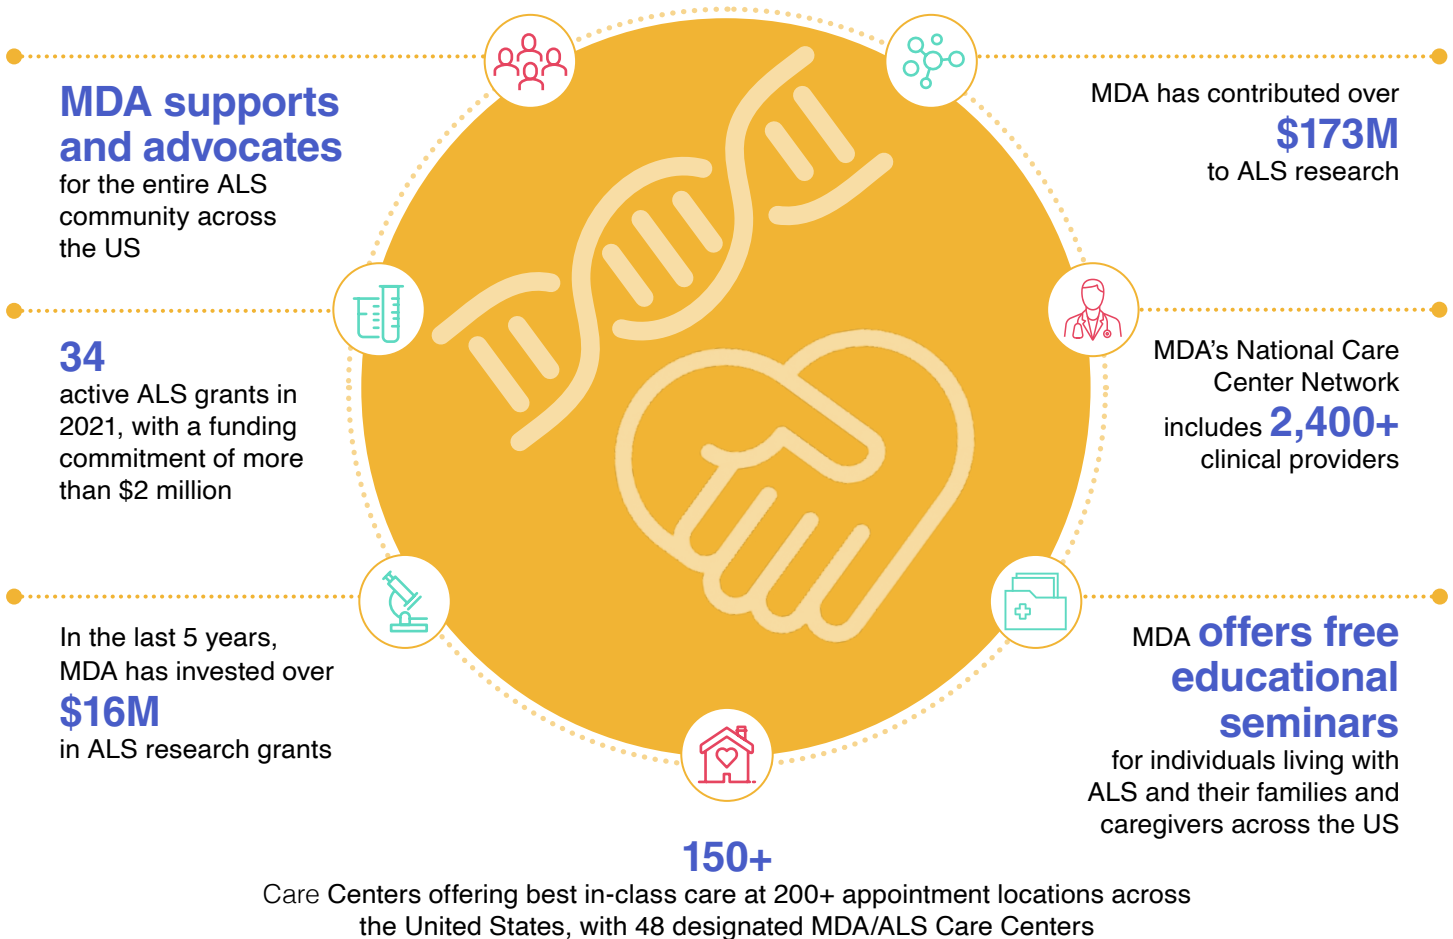 MDA supports
and advocates
for the entire ALS
community across
the US
34
active ALS grants in
2021, with a funding
commitment of more
than $2 million
In the last 5 years,
MDA has invested over
$16M
in ALS research grants
MDA has contributed over
$173M
to ALS research
MDA’s National Care
Center Network
includes 2,400+
clinical providers
MDA offers free
educational
seminars
for individuals living with
ALS and their families and
caregivers across the US
150+
Care Centers offering best in-class care at 200+ appointment locations across
the United States, with 48 designated MDA/ALS Care Centers